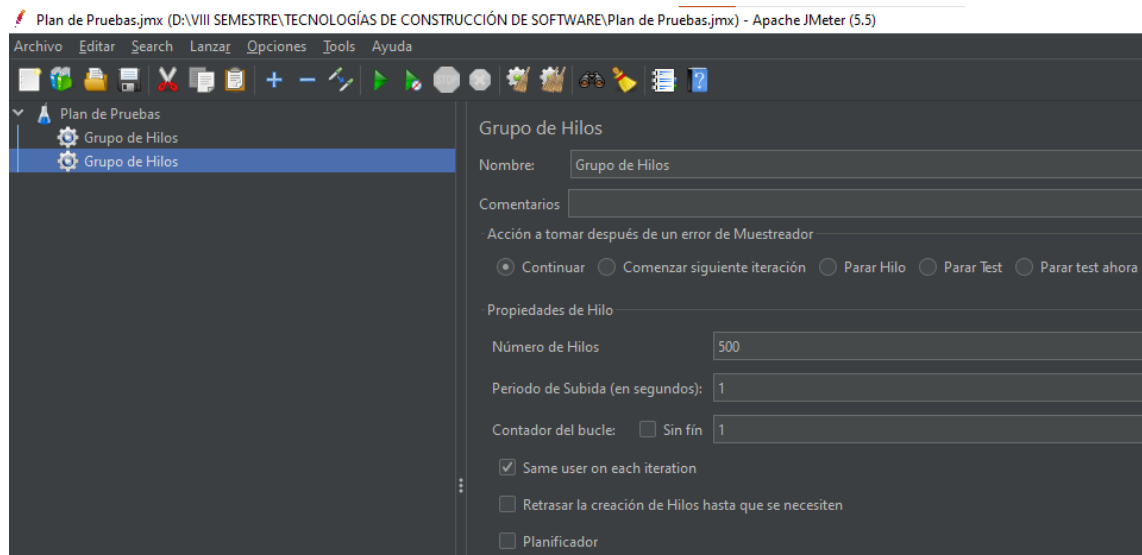 Plan de Pruebas.jmx (D:\VIII SEMESTRE\TECNOLOGÍAS DE CONSTRUCCIÓN DE SOFTWARE\Plan de Pruebas.jmx) - Apache JMeter (5.5)
Archivo Editar Search Lanzar Opciones Tools Ayuda
Plan de Pruebas
Grupo de Hilos
Grupo de Hilos
Grupo de Hilos
Nombre: Grupo de Hilos
Comentarios
Acción a tomar después de un error de Muestreador
Continuar Comenzar siguiente iteración Parar Hilo Parar Test Parar test ahora
Propiedades de Hilo
Número de Hilos 500
Periodo de Subida (en segundos): 1
Contador del bucle: Sin fín 1
Same user on each iteration
Retrasar la creación de Hilos hasta que se necesiten
Planificador